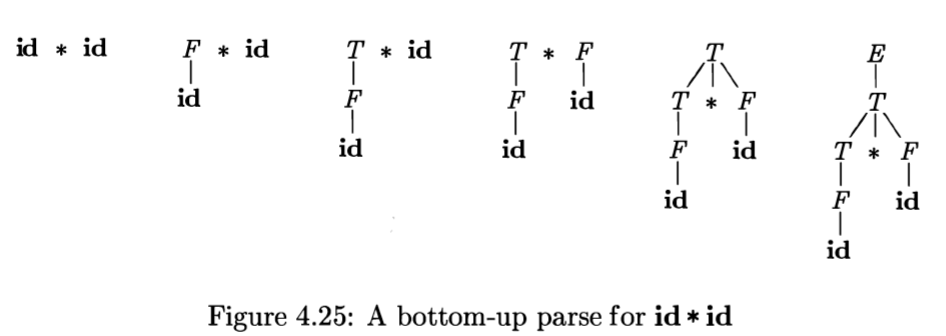 id * id F * id T * id T * F T E
id F F id T * F T
id id F id T * F
id F id
id
Figure 4.25: A bottom-up parse for id * id